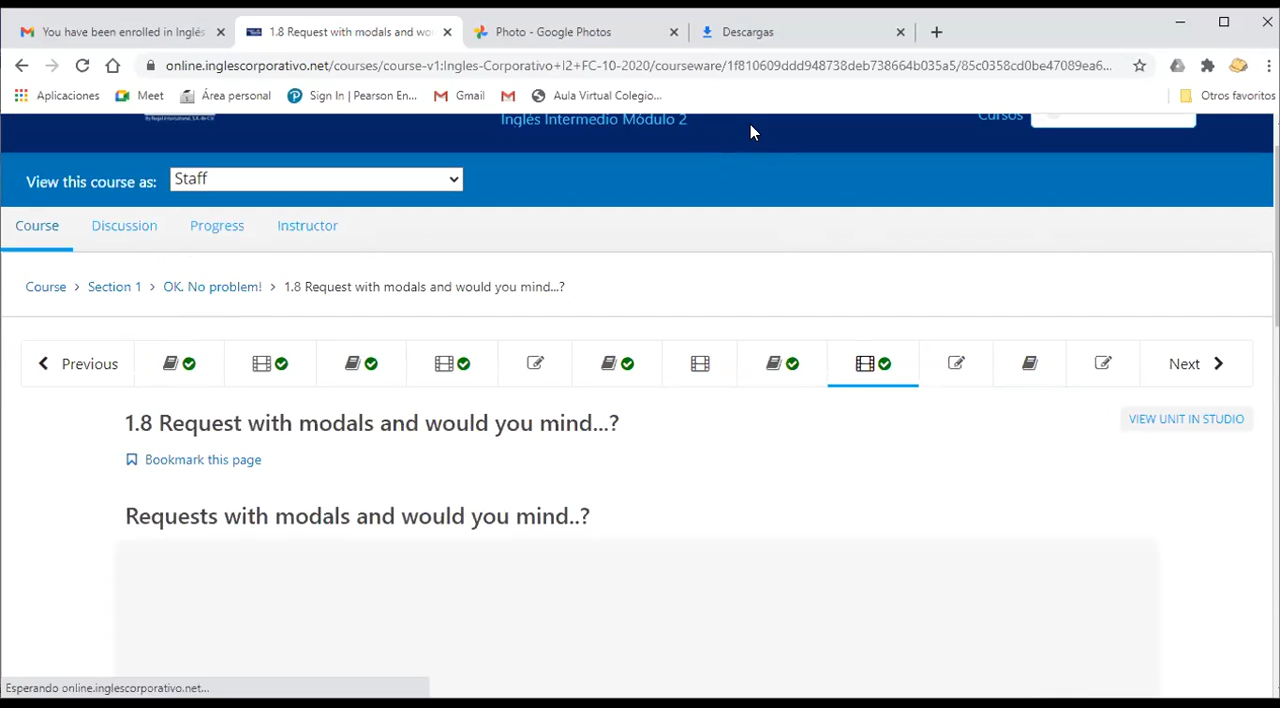 You have been enrolled in Inglés
1.8 Request with modals and wo
Photo - Google Photos
Descargas
online.inglescorporativo.net/courses/course-v1:Ingles-Corporativo+I2+FC-10-2020/courseware/1f810609ddd948738deb738664b035a5/85c0358cd0be47089ea6...
Aplicaciones
Meet
Área personal
Sign In | Pearson En...
Gmail
Aula Virtual Colegio...
Otros favoritos
Inglés Intermedio Módulo 2
Cursos
View this course as:
Staff
Course
Discussion
Progress
Instructor
Course > Section 1 > OK. No problem! > 1.8 Request with modals and would you mind...?
Previous
Next
1.8 Request with modals and would you mind...?
VIEW UNIT IN STUDIO
Bookmark this page
Requests with modals and would you mind..?
Esperando online.inglescorporativo.net...